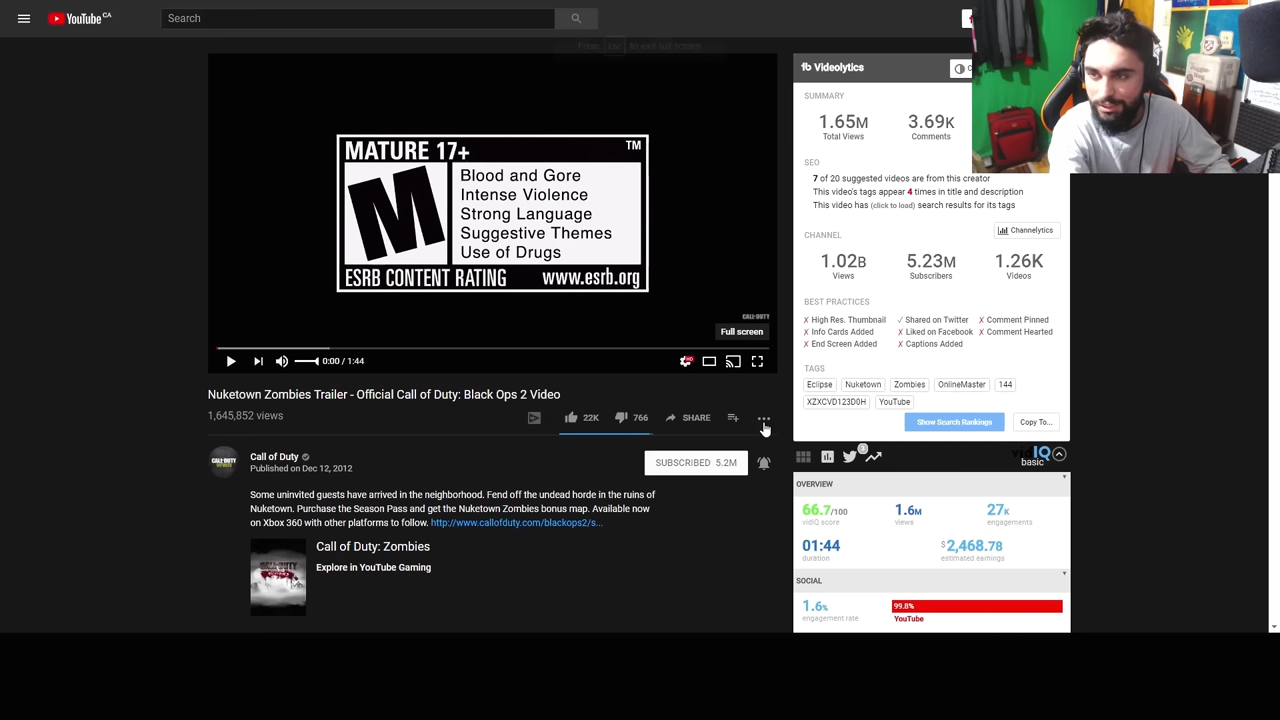 YouTube CA
Search
From Esc to exit full screen
MATURE 17+
TM
M
Blood and Gore
Intense Violence
Strong Language
Suggestive Themes
Use of Drugs
ESRB CONTENT RATING www.esrb.org
CALL OF DUTY
Full screen
0:00 / 1:44
HD
Nuketown Zombies Trailer - Official Call of Duty: Black Ops 2 Video
1,645,852 views
22K
766
SHARE
Call of Duty
Published on Dec 12, 2012
SUBSCRIBED 5.2M
Some uninvited guests have arrived in the neighborhood. Fend off the undead horde in the ruins of
Nuketown. Purchase the Season Pass and get the Nuketown Zombies bonus map. Available now
on Xbox 360 with other platforms to follow. http://www.callofduty.com/blackops2/s...
Call of Duty: Zombies
Explore in YouTube Gaming
tb Videolytics
C
SUMMARY
1.65M
Total Views
3.69K
Comments
SEO
7 of 20 suggested videos are from this creator
This video's tags appear 4 times in title and description
This video has (click to load) search results for its tags
CHANNEL
Channelytics
1.02B
Views
5.23M
Subscribers
1.26K
Videos
BEST PRACTICES
✗ High Res. Thumbnail ✓ Shared on Twitter ✗ Comment Pinned
✗ Info Cards Added ✗ Liked on Facebook ✗ Comment Hearted
✗ End Screen Added ✗ Captions Added
TAGS
Eclipse Nuketown Zombies OnlineMaster 144
XZXCVD123D0H YouTube
Show Search Rankings
Copy To...
3
vidIQ
basic
OVERVIEW
66.7/100
vidIQ score
1.6M
views
27K
engagements
01:44
duration
$2,468.78
estimated earnings
SOCIAL
1.6%
engagement rate
99.8%
YouTube